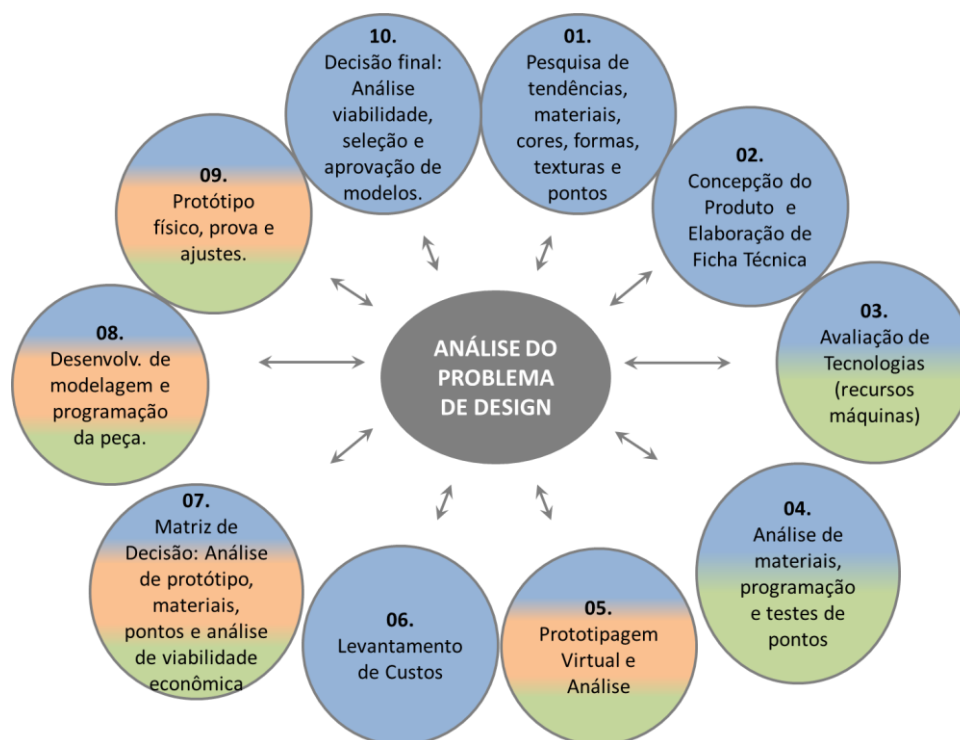 01.
Pesquisa de
tendências,
materiais,
cores, formas,
texturas e
pontos
02.
Concepção do
Produto e
Elaboração de
Ficha Técnica
03.
Avaliação de
Tecnologias
(recursos
máquinas)
04.
Análise de
materiais,
programação
e testes de
pontos
05.
Prototipagem
Virtual e
Análise
06.
Levantamento
de Custos
07.
Matriz de
Decisão: Análise
de protótipo,
materiais,
pontos e análise
de viabilidade
econômica
08.
Desenvolv. de
modelagem e
programação
da peça.
09.
Protótipo
físico, prova e
ajustes.
10.
Decisão final:
Análise
viabilidade,
seleção e
aprovação de
modelos.
ANÁLISE DO
PROBLEMA
DE DESIGN